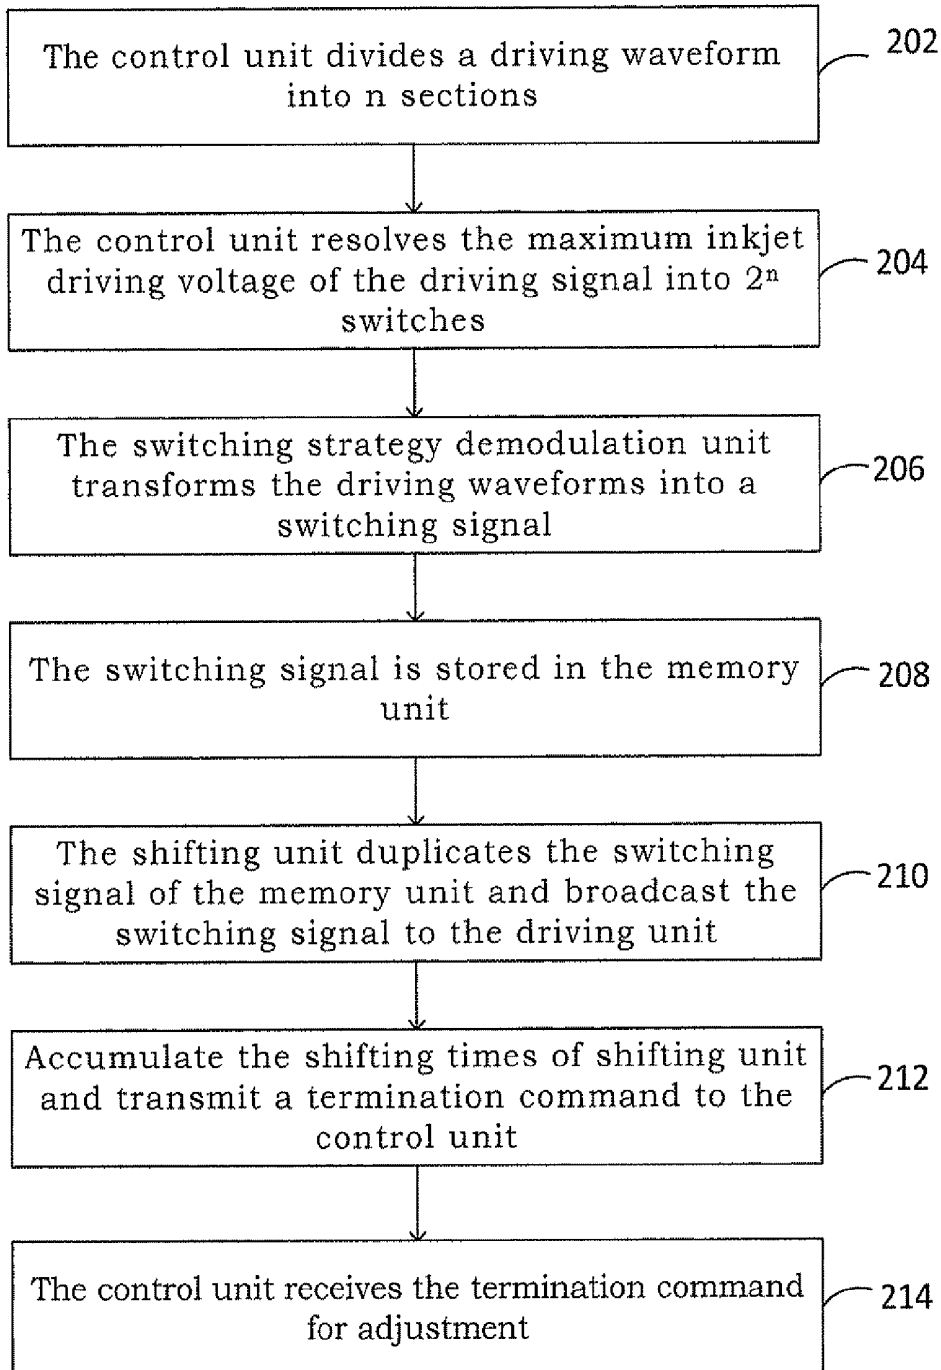 The control unit divides a driving waveform
into n sections
202
The control unit resolves the maximum inkjet
driving voltage of the driving signal into 2ⁿ
switches
204
The switching strategy demodulation unit
transforms the driving waveforms into a
switching signal
206
The switching signal is stored in the memory
unit
208
The shifting unit duplicates the switching
signal of the memory unit and broadcast the
switching signal to the driving unit
210
Accumulate the shifting times of shifting unit
and transmit a termination command to the
control unit
212
The control unit receives the termination command
for adjustment
214